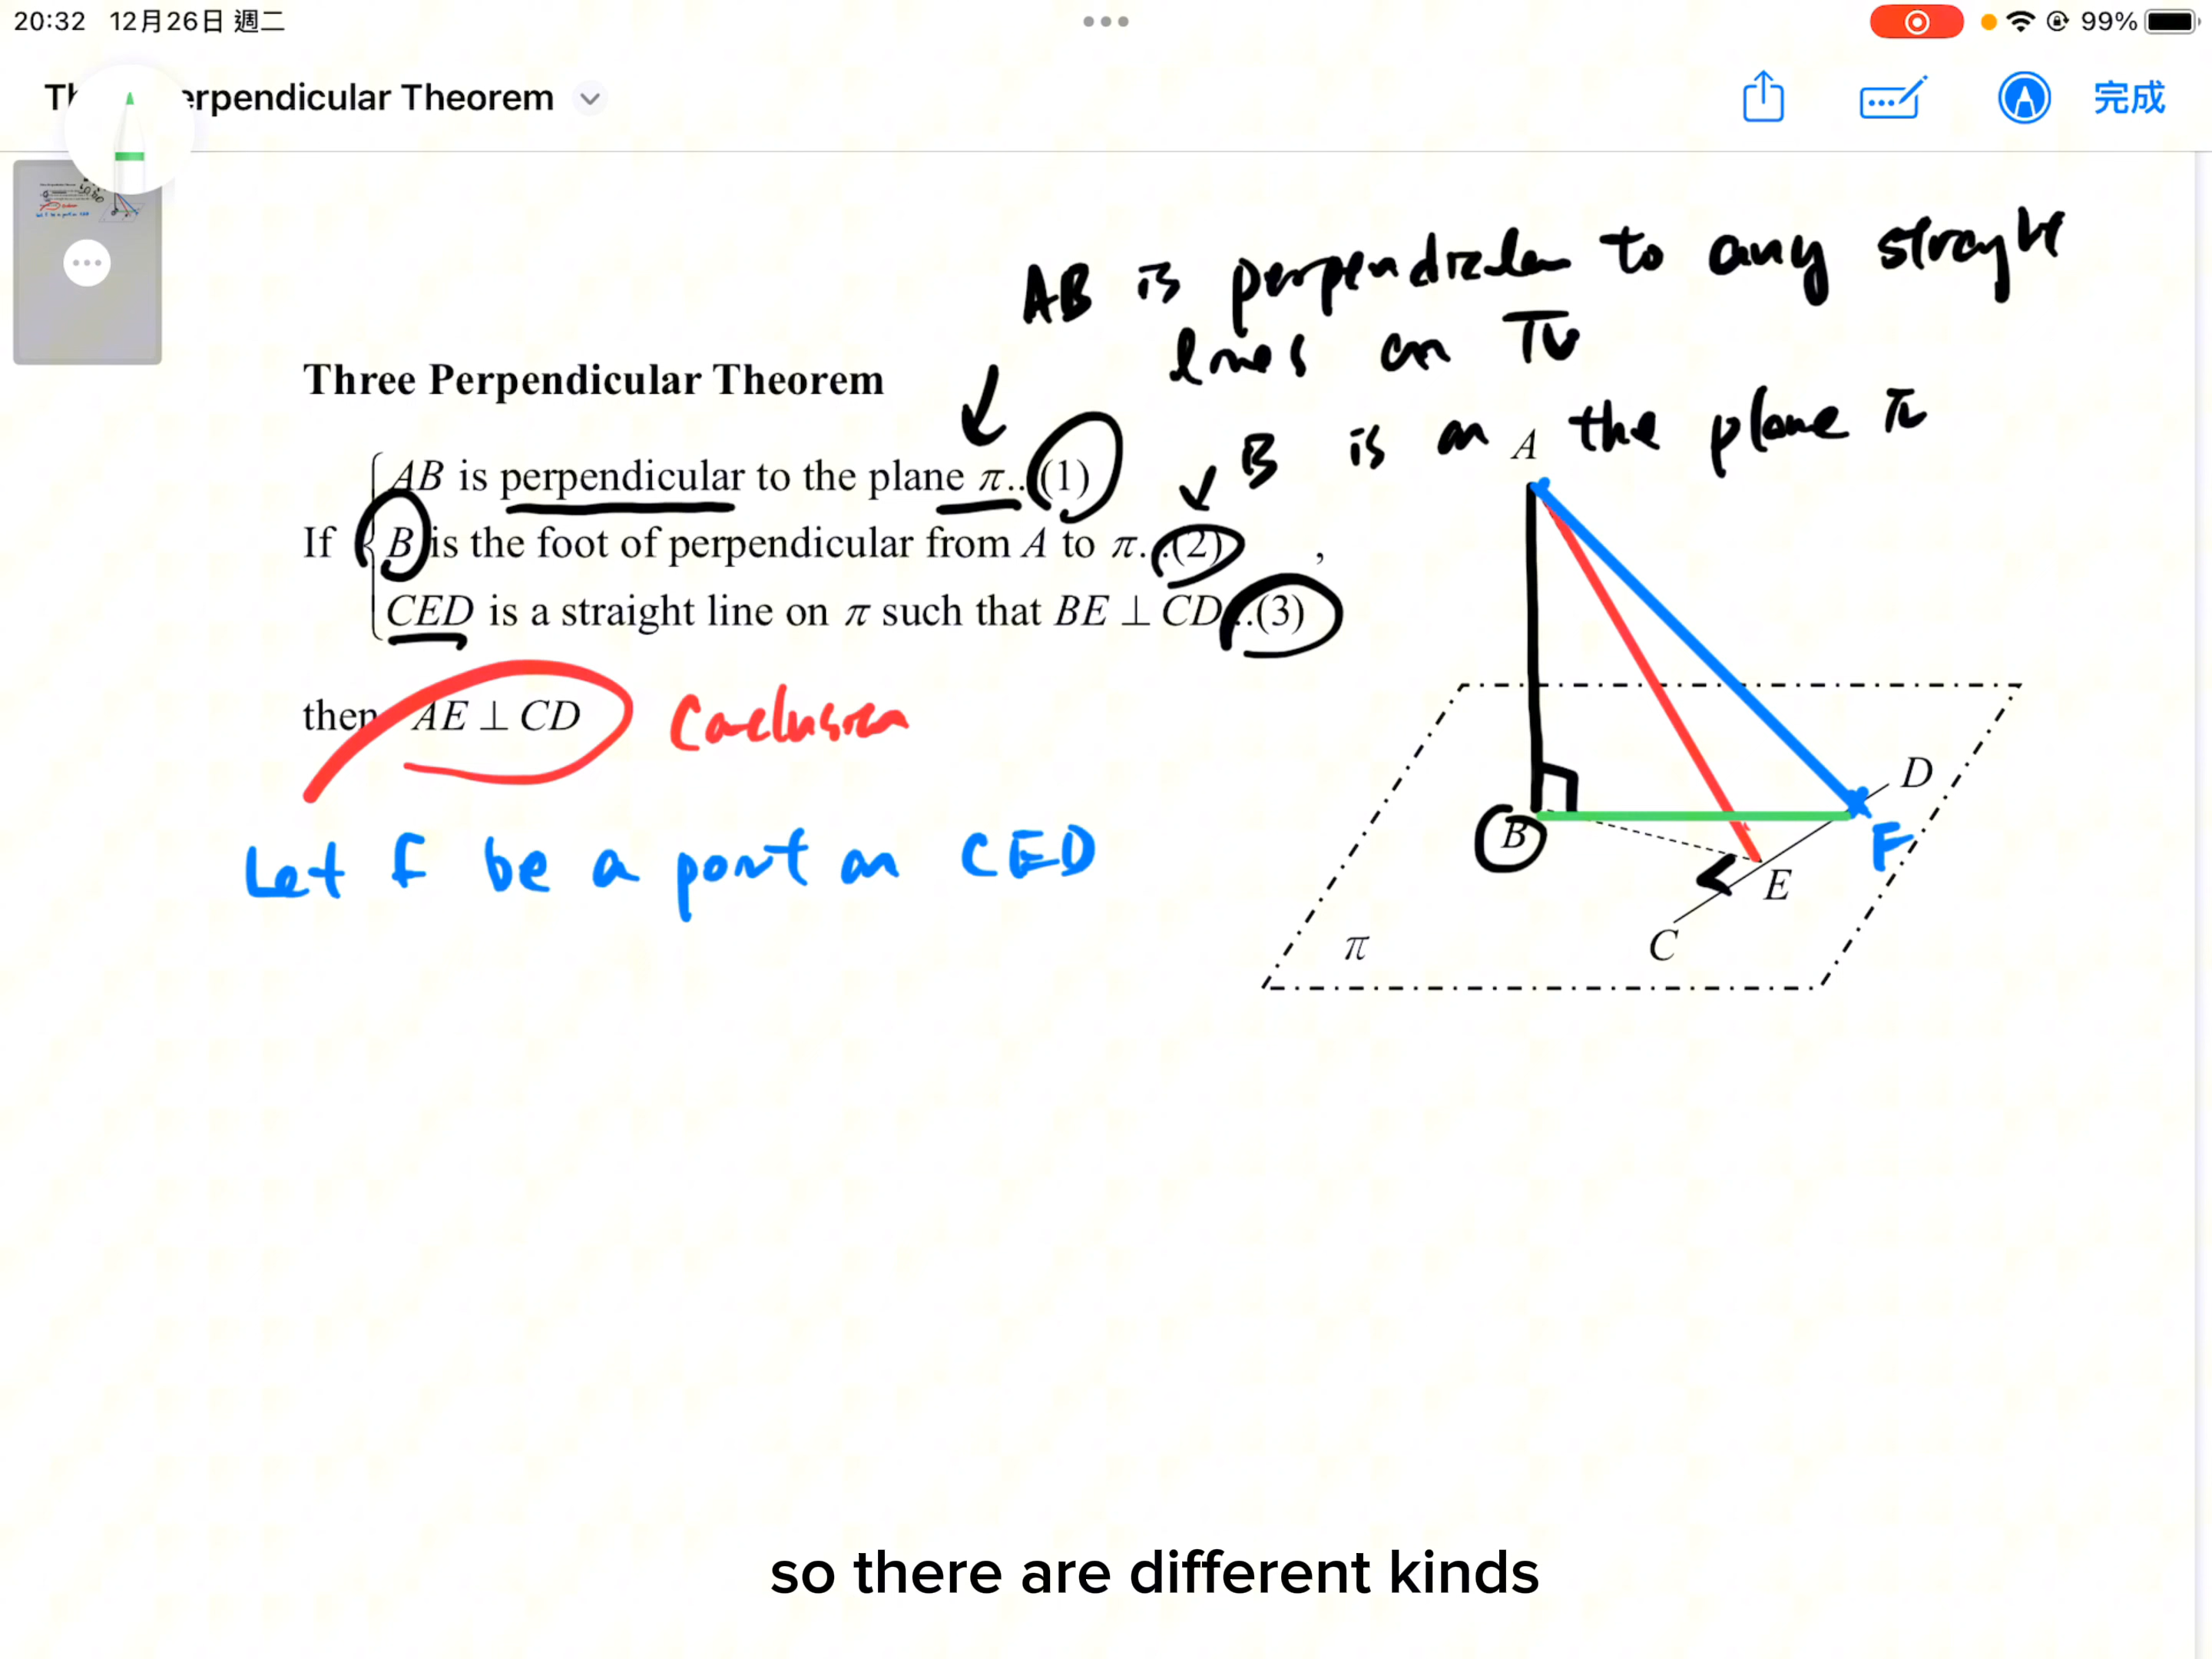 20:32 12月26日 週二
99%
Th erpendicular Theorem
完成
AB is perpendicular to any straight
lines on π
B is on the plane π
Three Perpendicular Theorem
AB is perpendicular to the plane π...(1)
If B is the foot of perpendicular from A to π...(2) ,
CED is a straight line on π such that BE ⊥ CD...(3)
then AE ⊥ CD
Conclusion
Let F be a point on CED
A
B
D
F
E
C
π
so there are different kinds